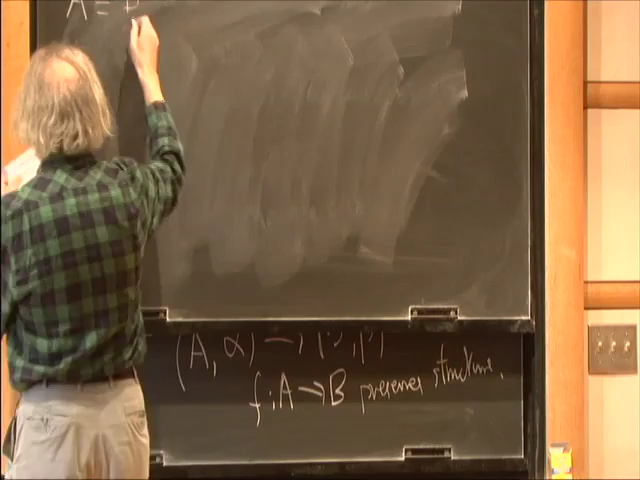 A =
(A, α) →
f : A → B preserves structure.